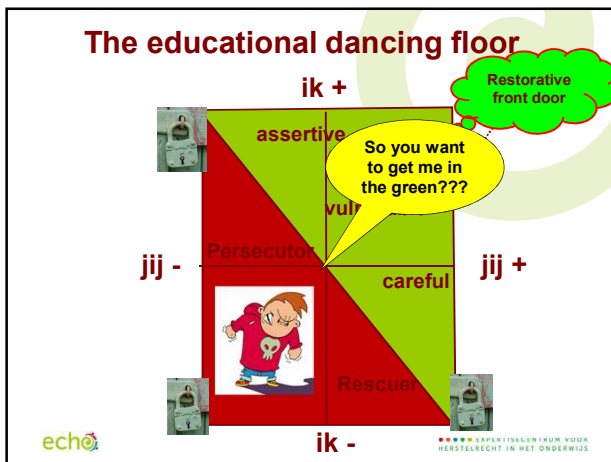 The educational dancing floor
ik +
Restorative
front door
assertive
So you want
to get me in
the green???
Persecutor
jij -
jij +
careful
Rescuer
ik -
echo
EXPERTISECENTRUM VOOR
HERSTELRECHT IN HET ONDERWIJS